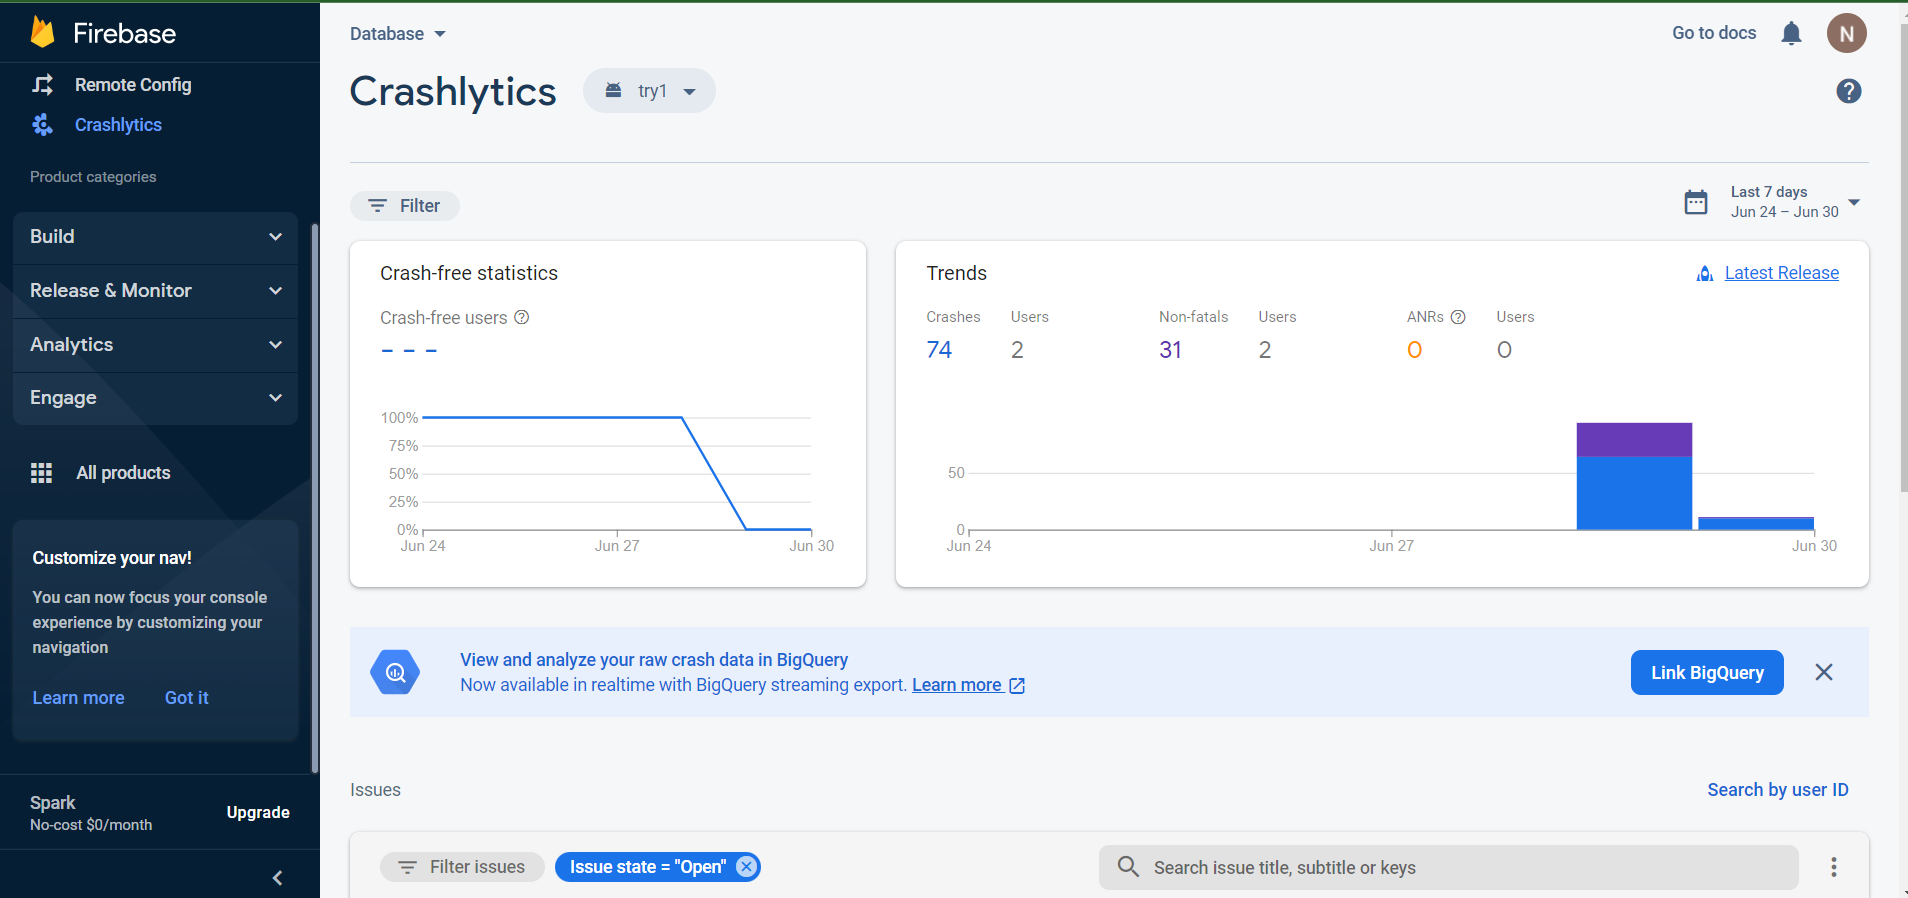 Firebase
Remote Config
Crashlytics
Product categories
Build
Release & Monitor
Analytics
Engage
All products
Customize your nav!
You can now focus your console
experience by customizing your
navigation
Learn more Got it
Spark
No-cost $0/month
Upgrade
Database
Go to docs
N
Crashlytics
try1
?
Filter
Last 7 days
Jun 24 – Jun 30
Crash-free statistics
Crash-free users ?
– – –
100%
75%
50%
25%
0%
Jun 24 Jun 27 Jun 30
Trends
Latest Release
Crashes Users Non-fatals Users ANRs ? Users
74 2 31 2 0 0
50
0
Jun 24 Jun 27 Jun 30
View and analyze your raw crash data in BigQuery
Now available in realtime with BigQuery streaming export. Learn more
Link BigQuery
Issues
Search by user ID
Filter issues
Issue state = "Open"
Search issue title, subtitle or keys